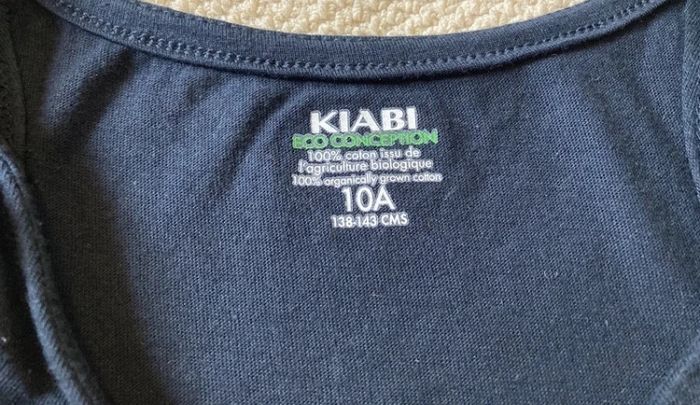 KIABI
ECO CONCEPTION
100% coton issu de
l'agriculture biologique
100% organically grown cotton
10A
138-143 CMS